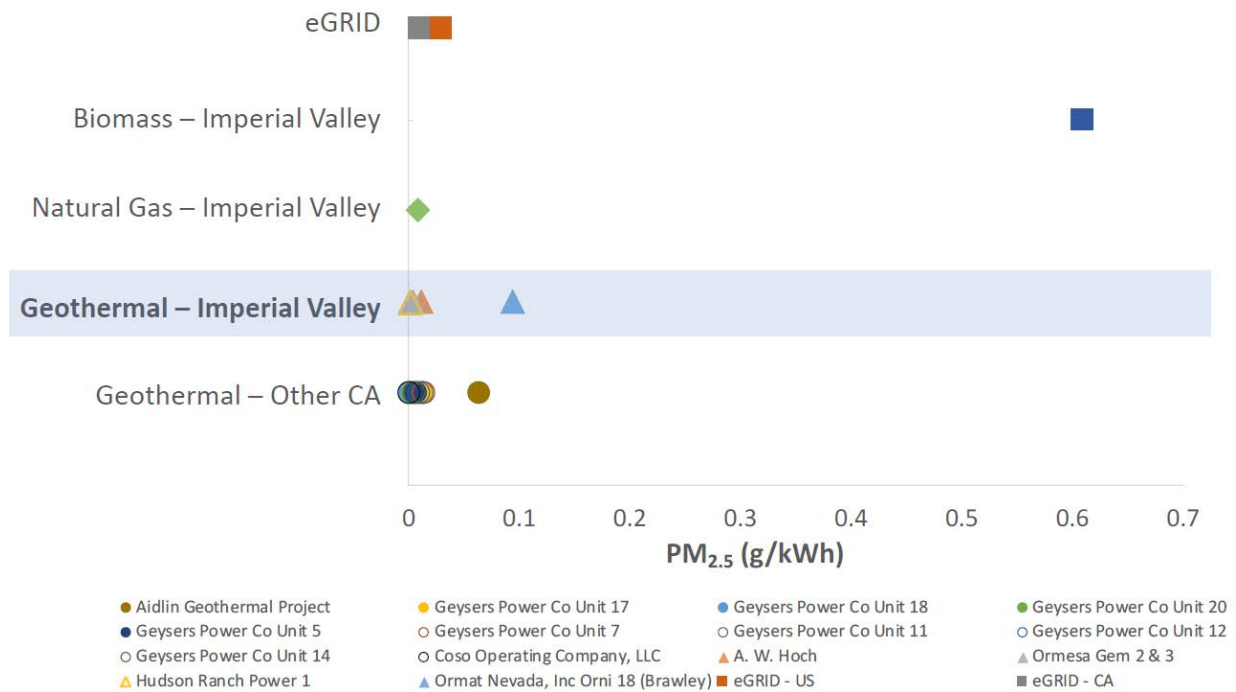 eGRID
Biomass – Imperial Valley
Natural Gas – Imperial Valley
Geothermal – Imperial Valley
Geothermal – Other CA
0 0.1 0.2 0.3 0.4 0.5 0.6 0.7
PM2.5 (g/kWh)
Aidlin Geothermal Project Geysers Power Co Unit 17 Geysers Power Co Unit 18 Geysers Power Co Unit 20
Geysers Power Co Unit 5 Geysers Power Co Unit 7 Geysers Power Co Unit 11 Geysers Power Co Unit 12
Geysers Power Co Unit 14 Coso Operating Company, LLC A. W. Hoch Ormesa Gem 2 & 3
Hudson Ranch Power 1 Ormat Nevada, Inc Orni 18 (Brawley) eGRID - US eGRID - CA